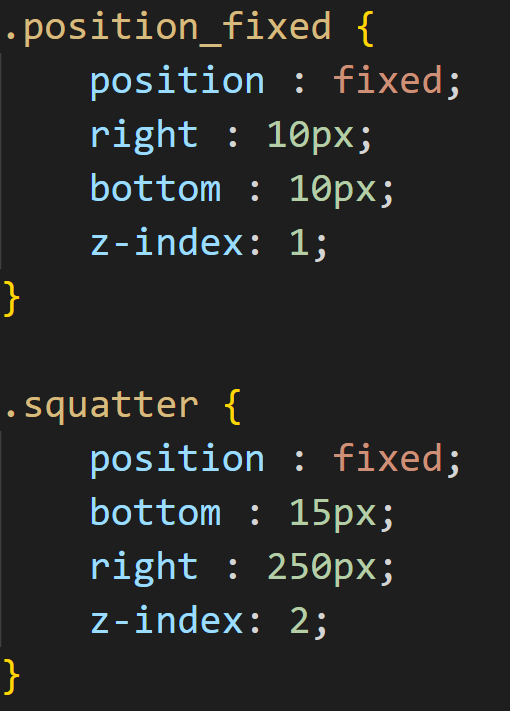 .position_fixed {
position : fixed;
right : 10px;
bottom : 10px;
z-index: 1;
}
.squatter {
position : fixed;
bottom : 15px;
right : 250px;
z-index: 2;
}